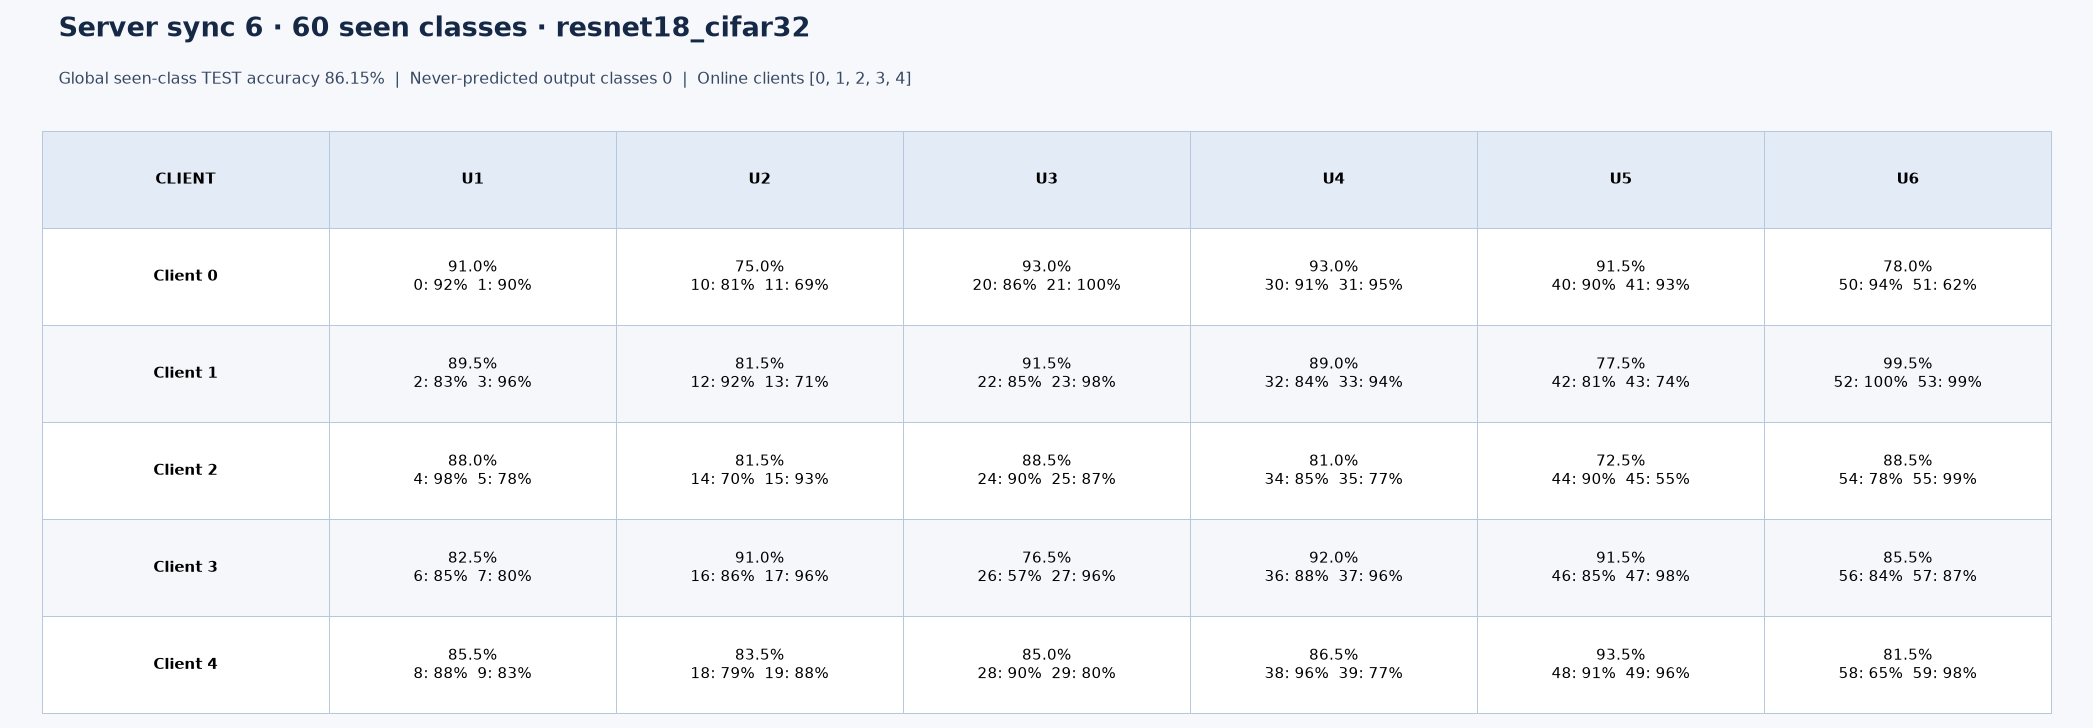 Server sync 6 · 60 seen classes · resnet18_cifar32
Global seen-class TEST accuracy 86.15% | Never-predicted output classes 0 | Online clients [0, 1, 2, 3, 4]
CLIENT U1 U2 U3 U4 U5 U6
Client 0
91.0% 75.0% 93.0% 93.0% 91.5% 78.0%
0: 92% 1: 90% 10: 81% 11: 69% 20: 86% 21: 100% 30: 91% 31: 95% 40: 90% 41: 93% 50: 94% 51: 62%
Client 1
89.5% 81.5% 91.5% 89.0% 77.5% 99.5%
2: 83% 3: 96% 12: 92% 13: 71% 22: 85% 23: 98% 32: 84% 33: 94% 42: 81% 43: 74% 52: 100% 53: 99%
Client 2
88.0% 81.5% 88.5% 81.0% 72.5% 88.5%
4: 98% 5: 78% 14: 70% 15: 93% 24: 90% 25: 87% 34: 85% 35: 77% 44: 90% 45: 55% 54: 78% 55: 99%
Client 3
82.5% 91.0% 76.5% 92.0% 91.5% 85.5%
6: 85% 7: 80% 16: 86% 17: 96% 26: 57% 27: 96% 36: 88% 37: 96% 46: 85% 47: 98% 56: 84% 57: 87%
Client 4
85.5% 83.5% 85.0% 86.5% 93.5% 81.5%
8: 88% 9: 83% 18: 79% 19: 88% 28: 90% 29: 80% 38: 96% 39: 77% 48: 91% 49: 96% 58: 65% 59: 98%